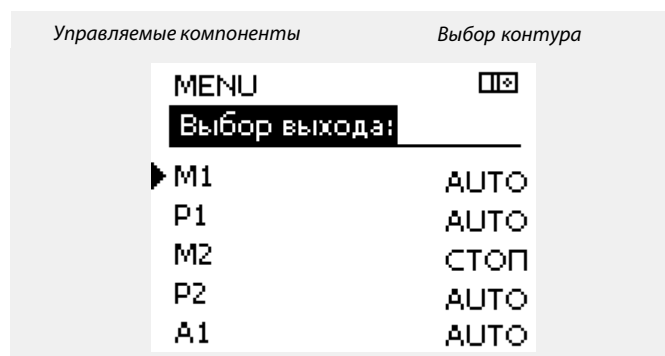 Управляемые компоненты Выбор контура
MENU
Выбор выхода:
M1 AUTO
P1 AUTO
M2 СТОП
P2 AUTO
A1 AUTO